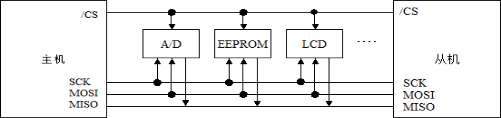 /CS
/CS
A/D
EEPROM
LCD
....
主机
从机
SCK
SCK
MOSI
MOSI
MISO
MISO